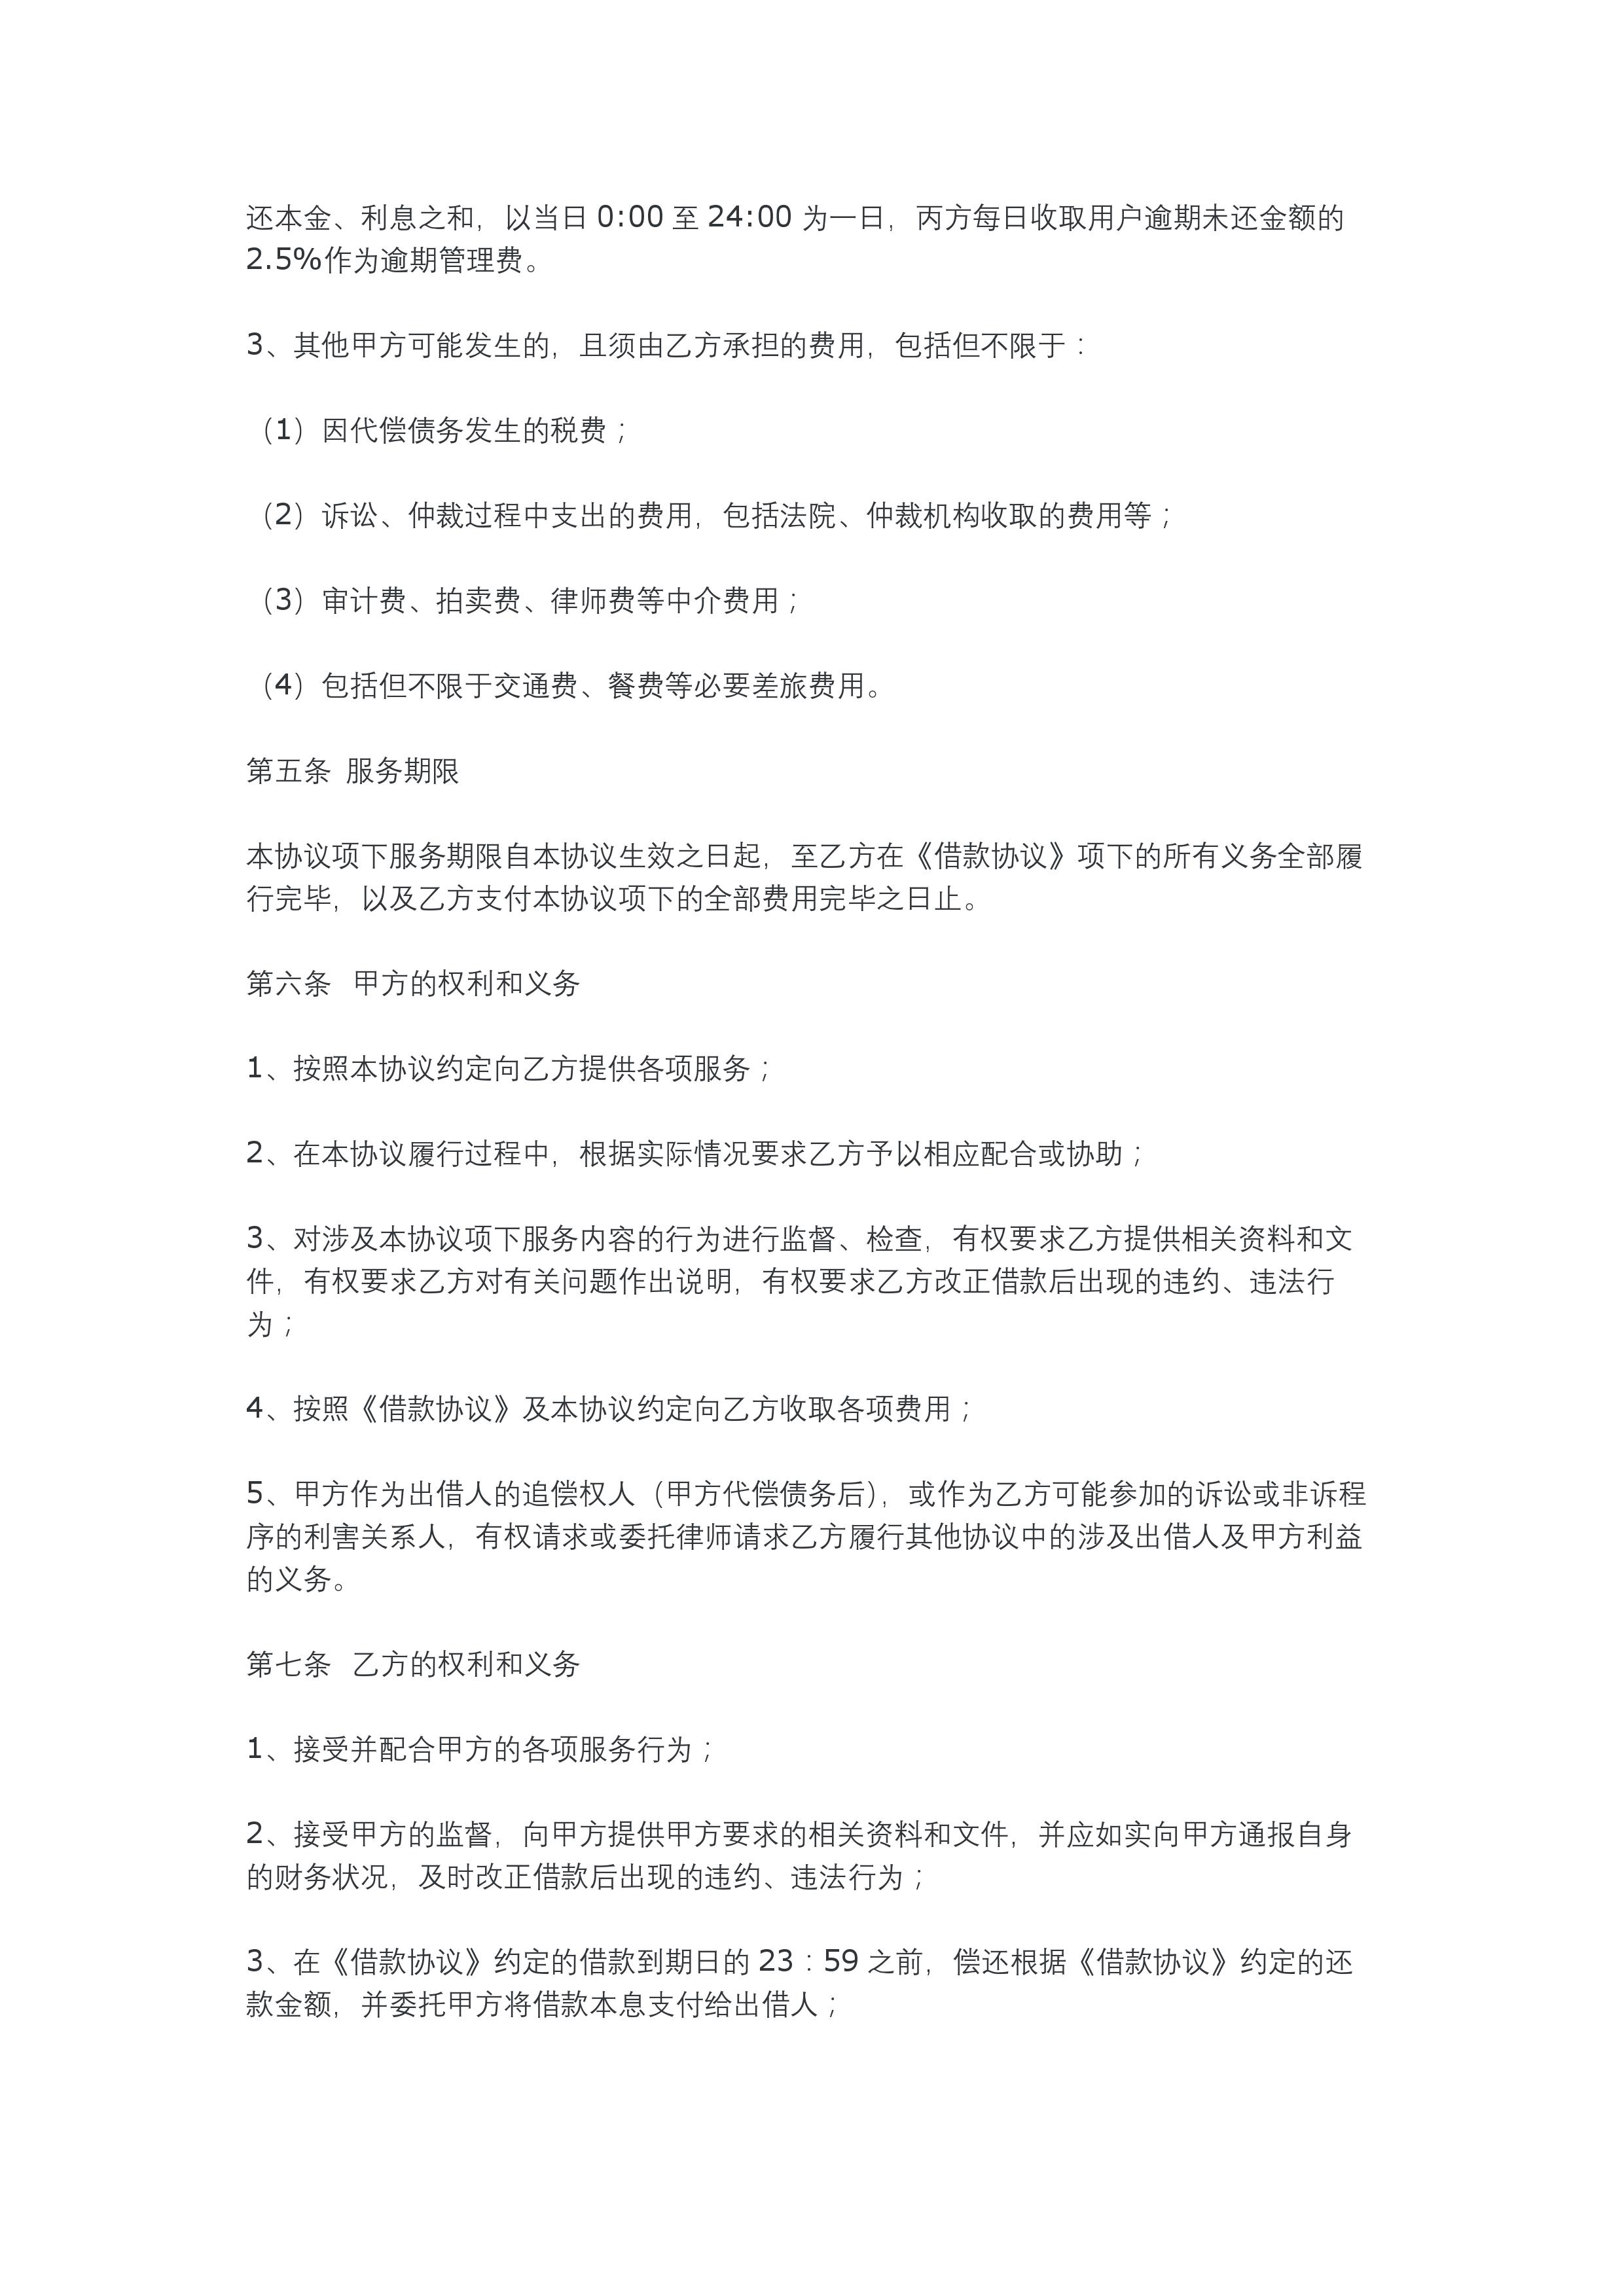 还本金、利息之和，以当日 0:00 至 24:00 为一日，丙方每日收取用户逾期未还金额的
2.5%作为逾期管理费。
3、其他甲方可能发生的，且须由乙方承担的费用，包括但不限于：
（1）因代偿债务发生的税费；
（2）诉讼、仲裁过程中支出的费用，包括法院、仲裁机构收取的费用等；
（3）审计费、拍卖费、律师费等中介费用；
（4）包括但不限于交通费、餐费等必要差旅费用。
第五条 服务期限
本协议项下服务期限自本协议生效之日起，至乙方在《借款协议》项下的所有义务全部履
行完毕，以及乙方支付本协议项下的全部费用完毕之日止。
第六条 甲方的权利和义务
1、按照本协议约定向乙方提供各项服务；
2、在本协议履行过程中，根据实际情况要求乙方予以相应配合或协助；
3、对涉及本协议项下服务内容的行为进行监督、检查，有权要求乙方提供相关资料和文
件，有权要求乙方对有关问题作出说明，有权要求乙方改正借款后出现的违约、违法行
为；
4、按照《借款协议》及本协议约定向乙方收取各项费用；
5、甲方作为出借人的追偿权人（甲方代偿债务后），或作为乙方可能参加的诉讼或非诉程
序的利害关系人，有权请求或委托律师请求乙方履行其他协议中的涉及出借人及甲方利益
的义务。
第七条 乙方的权利和义务
1、接受并配合甲方的各项服务行为；
2、接受甲方的监督，向甲方提供甲方要求的相关资料和文件，并应如实向甲方通报自身
的财务状况，及时改正借款后出现的违约、违法行为；
3、在《借款协议》约定的借款到期日的 23：59 之前，偿还根据《借款协议》约定的还
款金额，并委托甲方将借款本息支付给出借人；